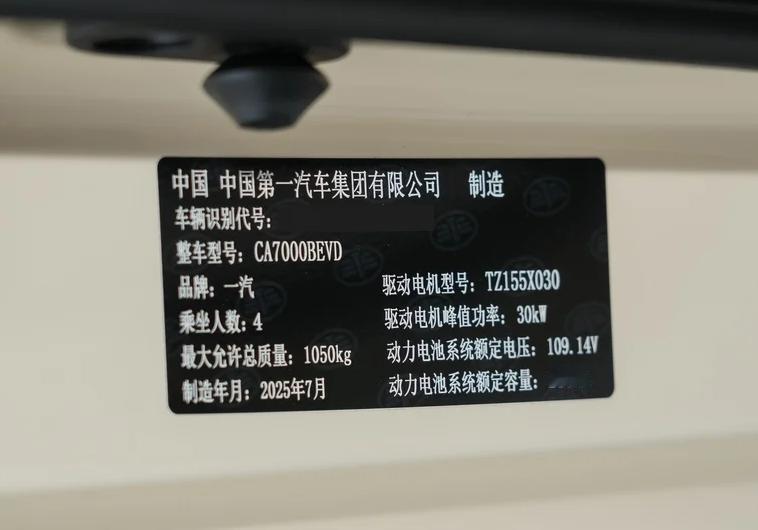 中国 中国第一汽车集团有限公司 制造
车辆识别代号:
整车型号: CA7000BEVD
品牌: 一汽 驱动电机型号: TZ155X030
乘坐人数: 4 驱动电机峰值功率: 30kW
最大允许总质量: 1050kg 动力电池系统额定电压: 109.14V
制造年月: 2025年7月 动力电池系统额定容量: